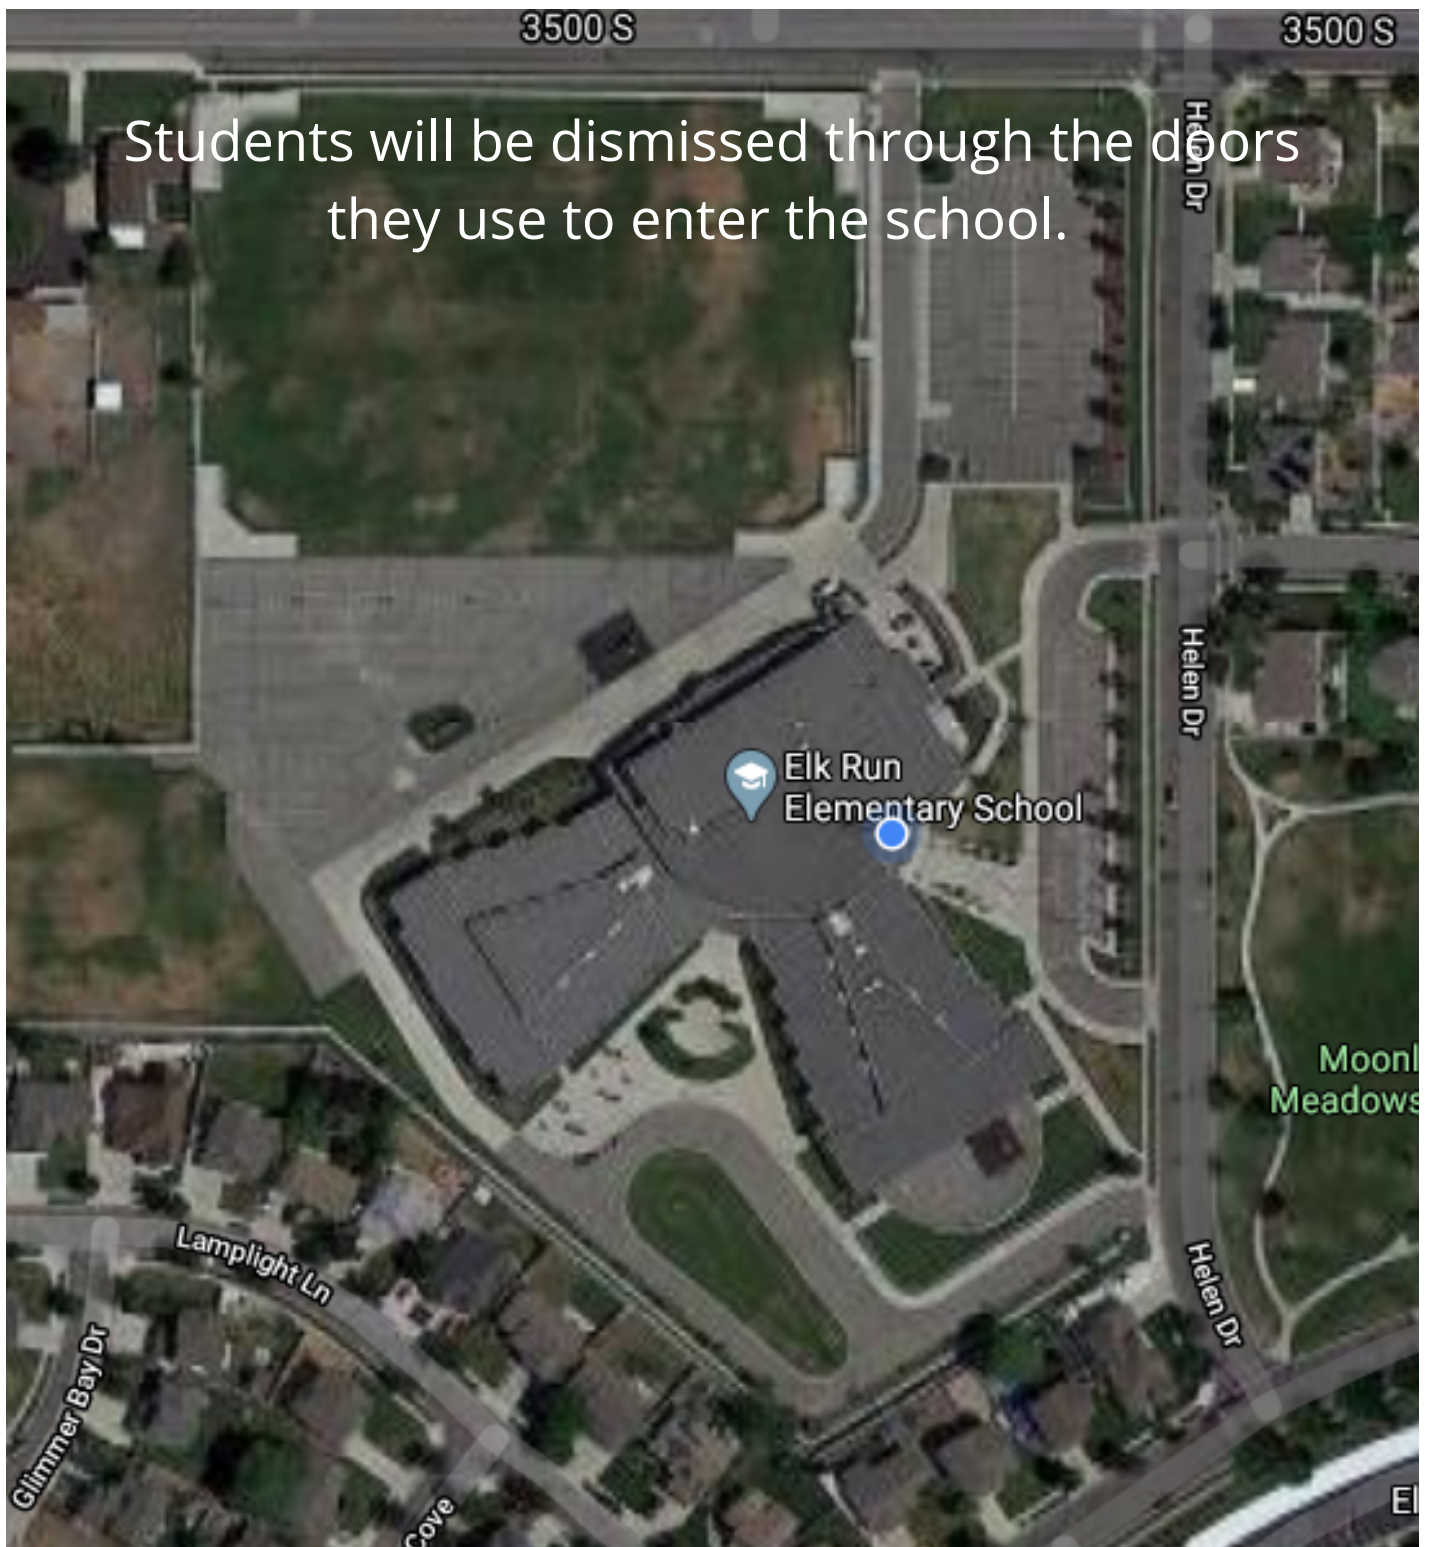 3500 S
3500 S
Students will be dismissed through the doors
they use to enter the school.
Helen Dr
Helen Dr
Elk Run
Elementary School
Moonl
Meadows
Lamplight Ln
Helen Dr
Glimmer Bay Dr
Cove
El